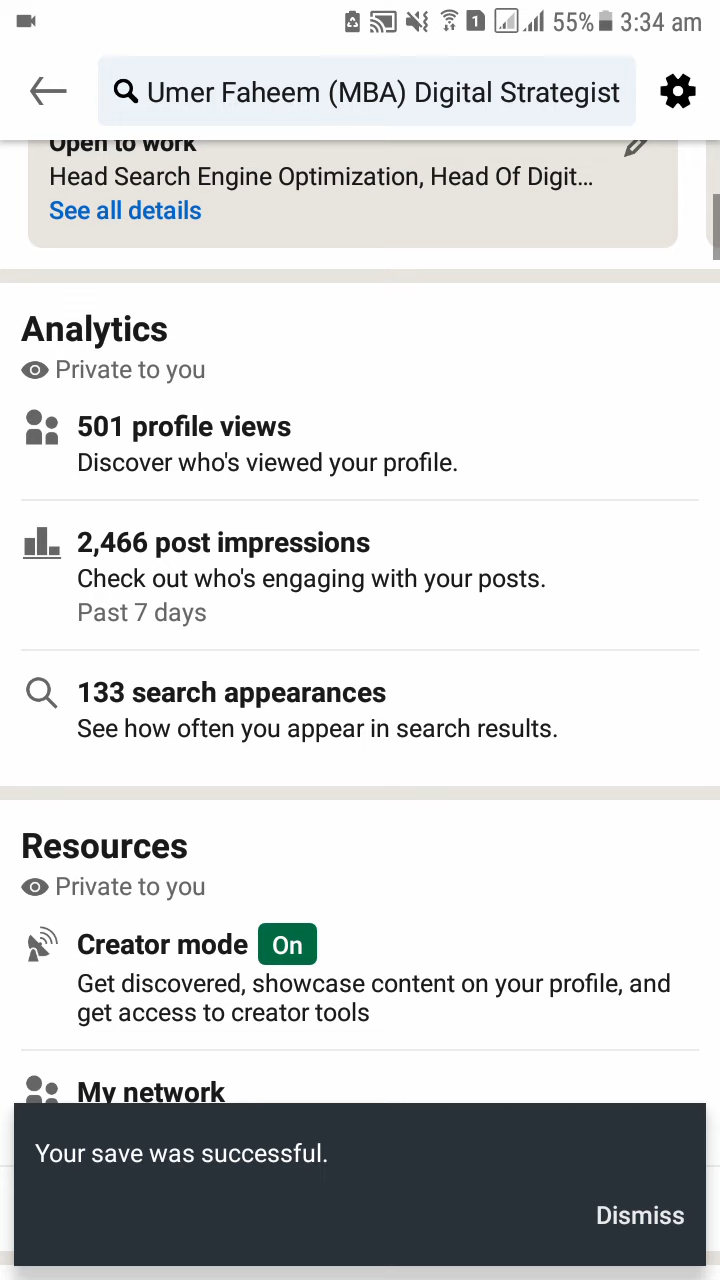 1 55% 3:34 am
Umer Faheem (MBA) Digital Strategist
Open to work
Head Search Engine Optimization, Head Of Digit...
See all details
Analytics
Private to you
501 profile views
Discover who's viewed your profile.
2,466 post impressions
Check out who's engaging with your posts.
Past 7 days
133 search appearances
See how often you appear in search results.
Resources
Private to you
Creator mode On
Get discovered, showcase content on your profile, and
get access to creator tools
My network
Your save was successful.
Dismiss